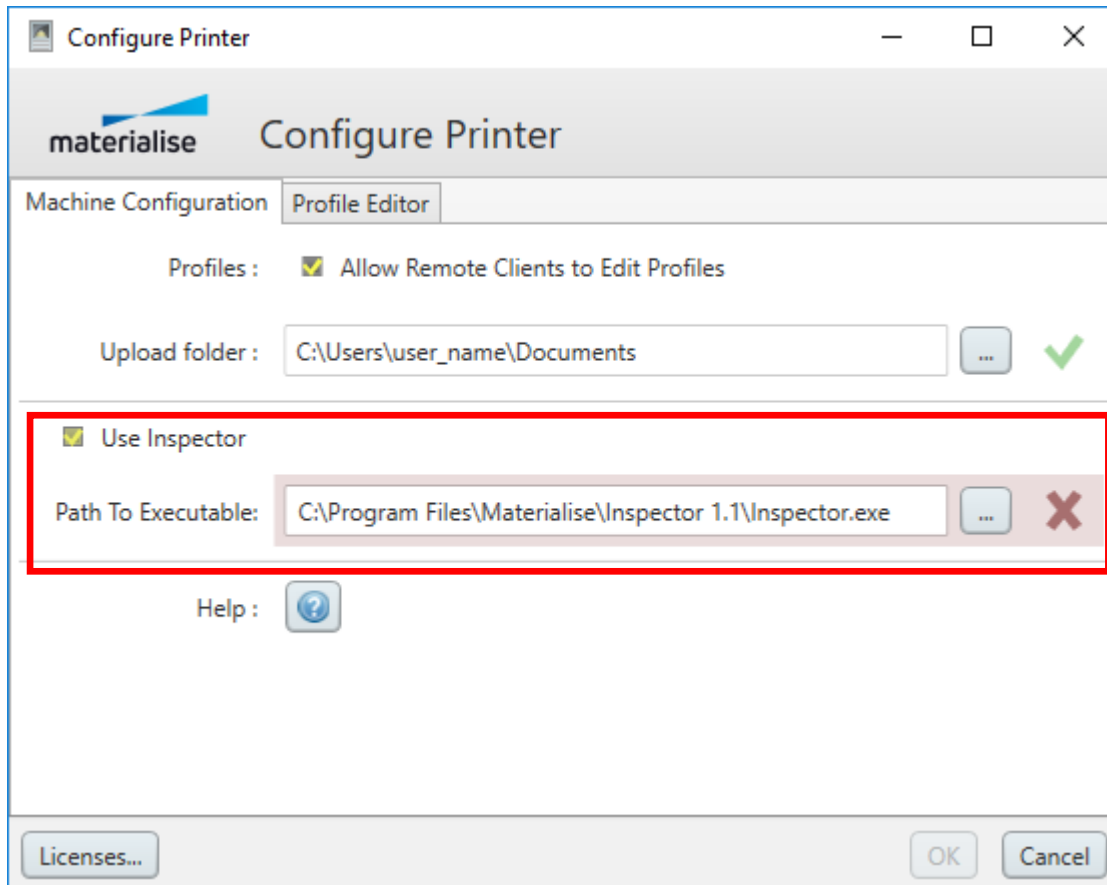 Configure Printer
materialise
Configure Printer
Machine Configuration Profile Editor
Profiles : Allow Remote Clients to Edit Profiles
Upload folder : C:\Users\user_name\Documents ...
Use Inspector
Path To Executable: C:\Program Files\Materialise\Inspector 1.1\Inspector.exe ...
Help : ?
Licenses... OK Cancel